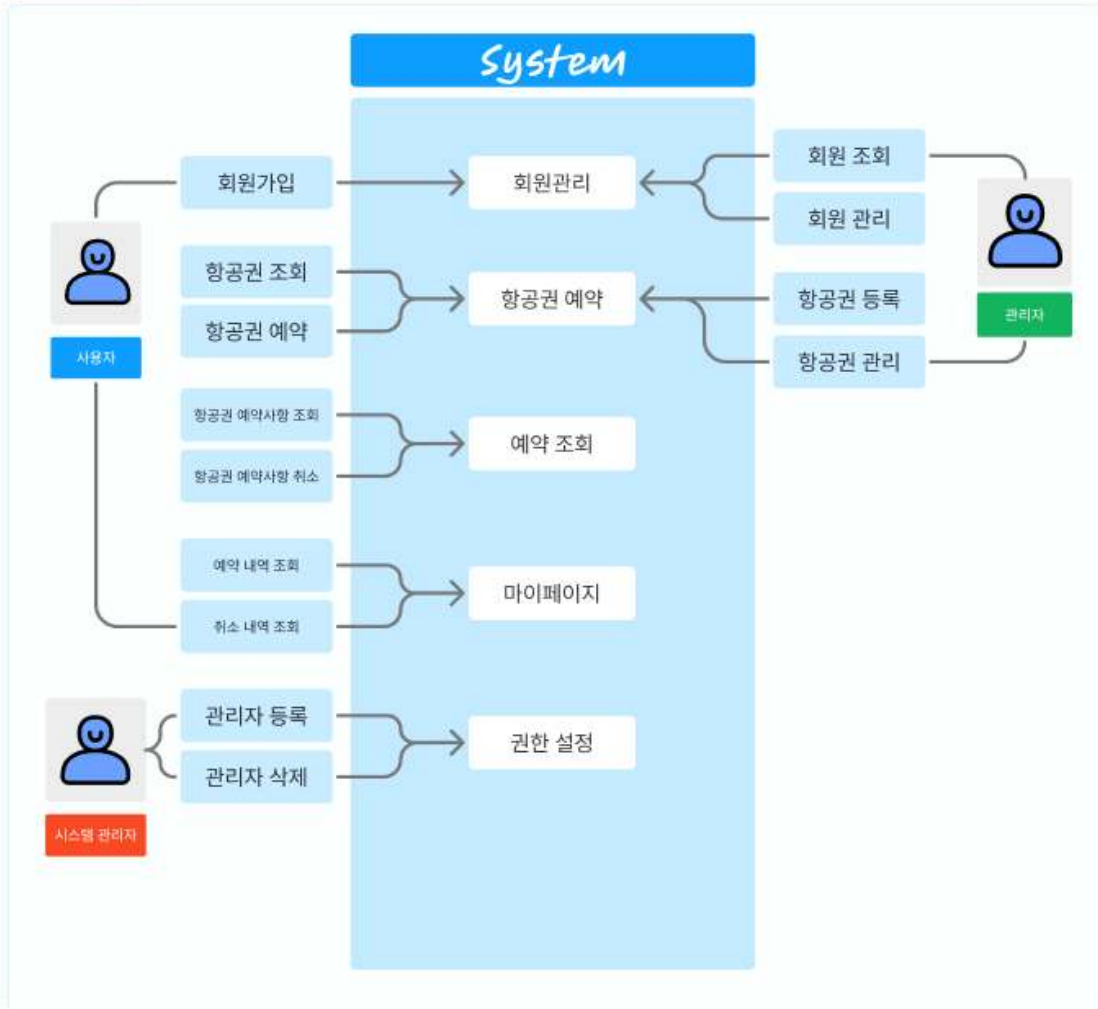 System
회원가입
회원관리
회원 조회
회원 관리
항공권 조회
항공권 예약
항공권 예약
항공권 등록
항공권 관리
사용자
관리자
항공권 예약사항 조회
항공권 예약사항 취소
예약 조회
예약 내역 조회
취소 내역 조회
마이페이지
관리자 등록
관리자 삭제
권한 설정
시스템 관리자